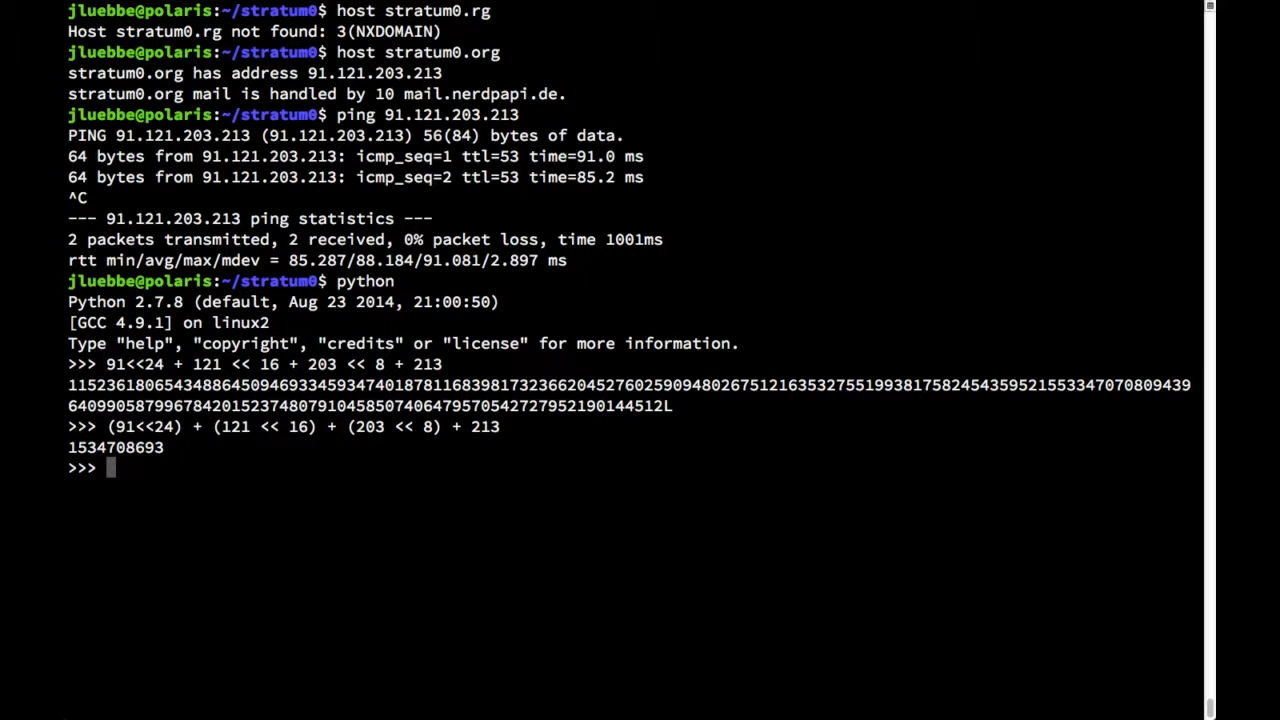 jluebbe@polaris:~/stratum0$ host stratum0.rg
Host stratum0.rg not found: 3(NXDOMAIN)
jluebbe@polaris:~/stratum0$ host stratum0.org
stratum0.org has address 91.121.203.213
stratum0.org mail is handled by 10 mail.nerdpapi.de.
jluebbe@polaris:~/stratum0$ ping 91.121.203.213
PING 91.121.203.213 (91.121.203.213) 56(84) bytes of data.
64 bytes from 91.121.203.213: icmp_seq=1 ttl=53 time=91.0 ms
64 bytes from 91.121.203.213: icmp_seq=2 ttl=53 time=85.2 ms
^C
--- 91.121.203.213 ping statistics ---
2 packets transmitted, 2 received, 0% packet loss, time 1001ms
rtt min/avg/max/mdev = 85.287/88.184/91.081/2.897 ms
jluebbe@polaris:~/stratum0$ python
Python 2.7.8 (default, Aug 23 2014, 21:00:50)
[GCC 4.9.1] on linux2
Type "help", "copyright", "credits" or "license" for more information.
>>> 91<<24 + 121 << 16 + 203 << 8 + 213
115236180654348864509469334593474018781168398173236620452760259094802675121635327551993817582454359521553347070809439
6409905879967842015237480791045850740647957054272795219014​4512L
>>> (91<<24) + (121 << 16) + (203 << 8) + 213
1534708693
>>>